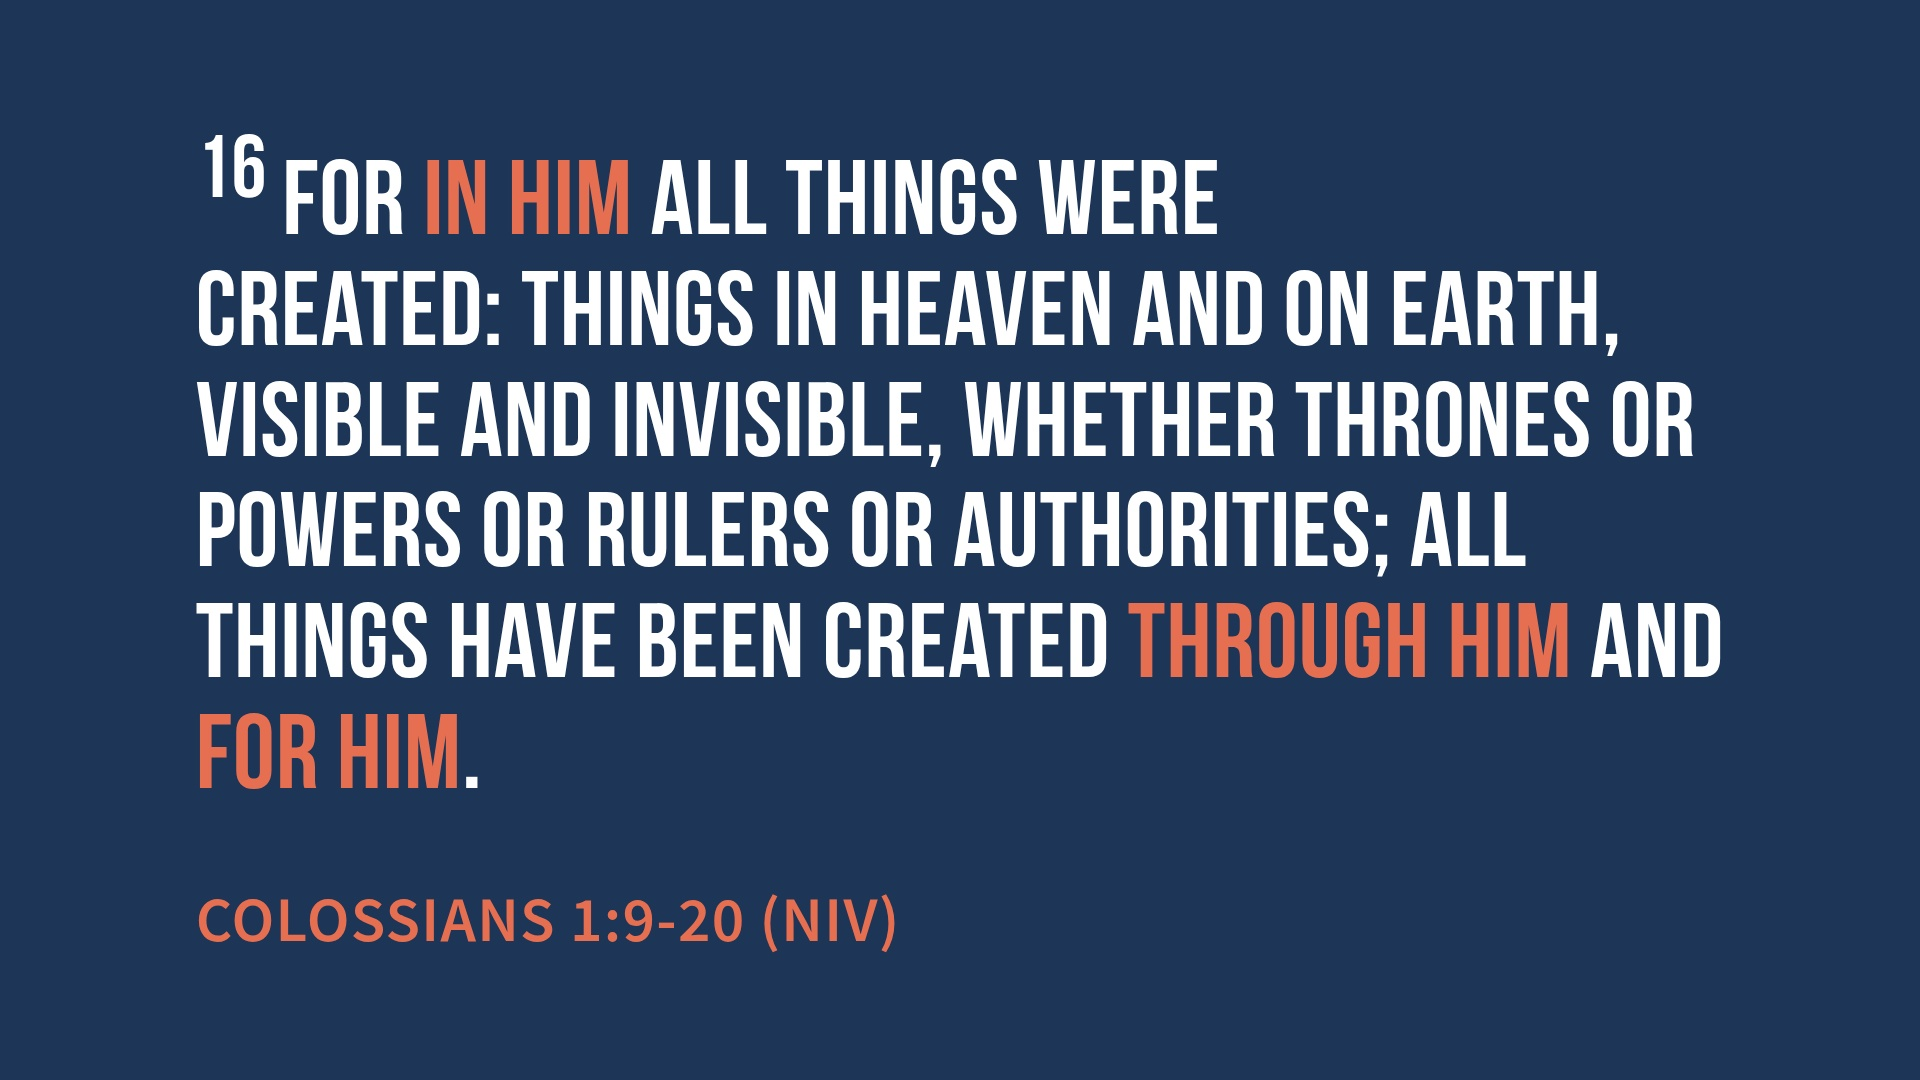 16 FOR IN HIM ALL THINGS WERE
CREATED: THINGS IN HEAVEN AND ON EARTH,
VISIBLE AND INVISIBLE, WHETHER THRONES OR
POWERS OR RULERS OR AUTHORITIES; ALL
THINGS HAVE BEEN CREATED THROUGH HIM AND
FOR HIM.
COLOSSIANS 1:9-20 (NIV)